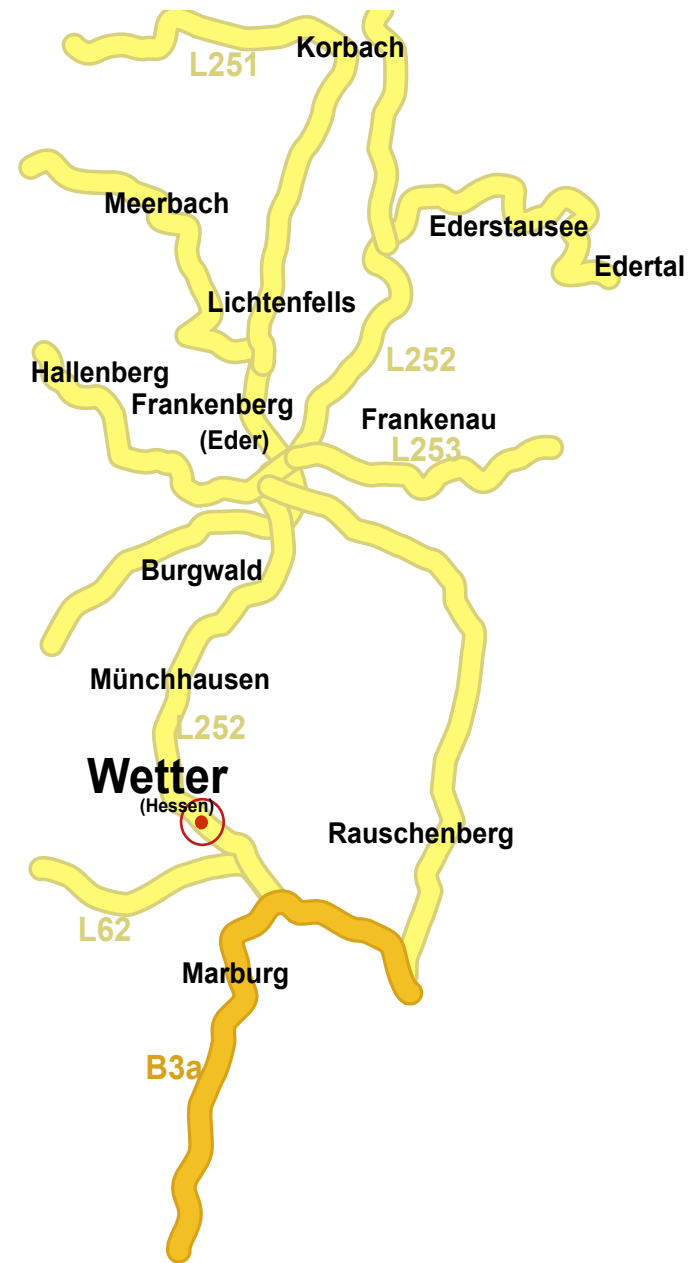 Korbach
L251
Meerbach
Ederstausee
Edertal
Lichtenfells
L252
Hallenberg
Frankenberg
(Eder)
Frankenau
L253
Burgwald
Münchhausen
L252
Wetter
(Hessen)
Rauschenberg
L62
Marburg
B3a